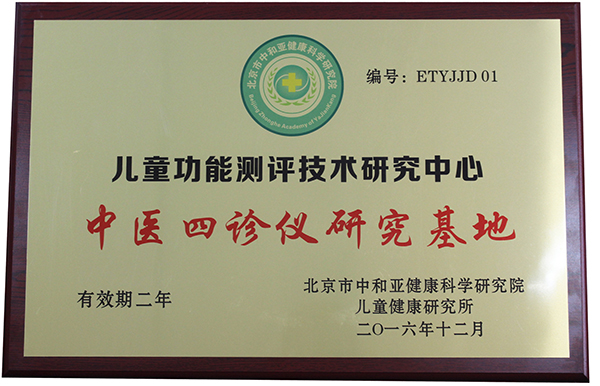 北京市中和亚健康科学研究院
Beijing Zhonghe Academy of YaJianKang
编号：ETYJJD 01
儿童功能测评技术研究中心
中医四诊仪研究基地
有效期二年
北京市中和亚健康科学研究院
儿童健康研究所
二〇一六年十二月